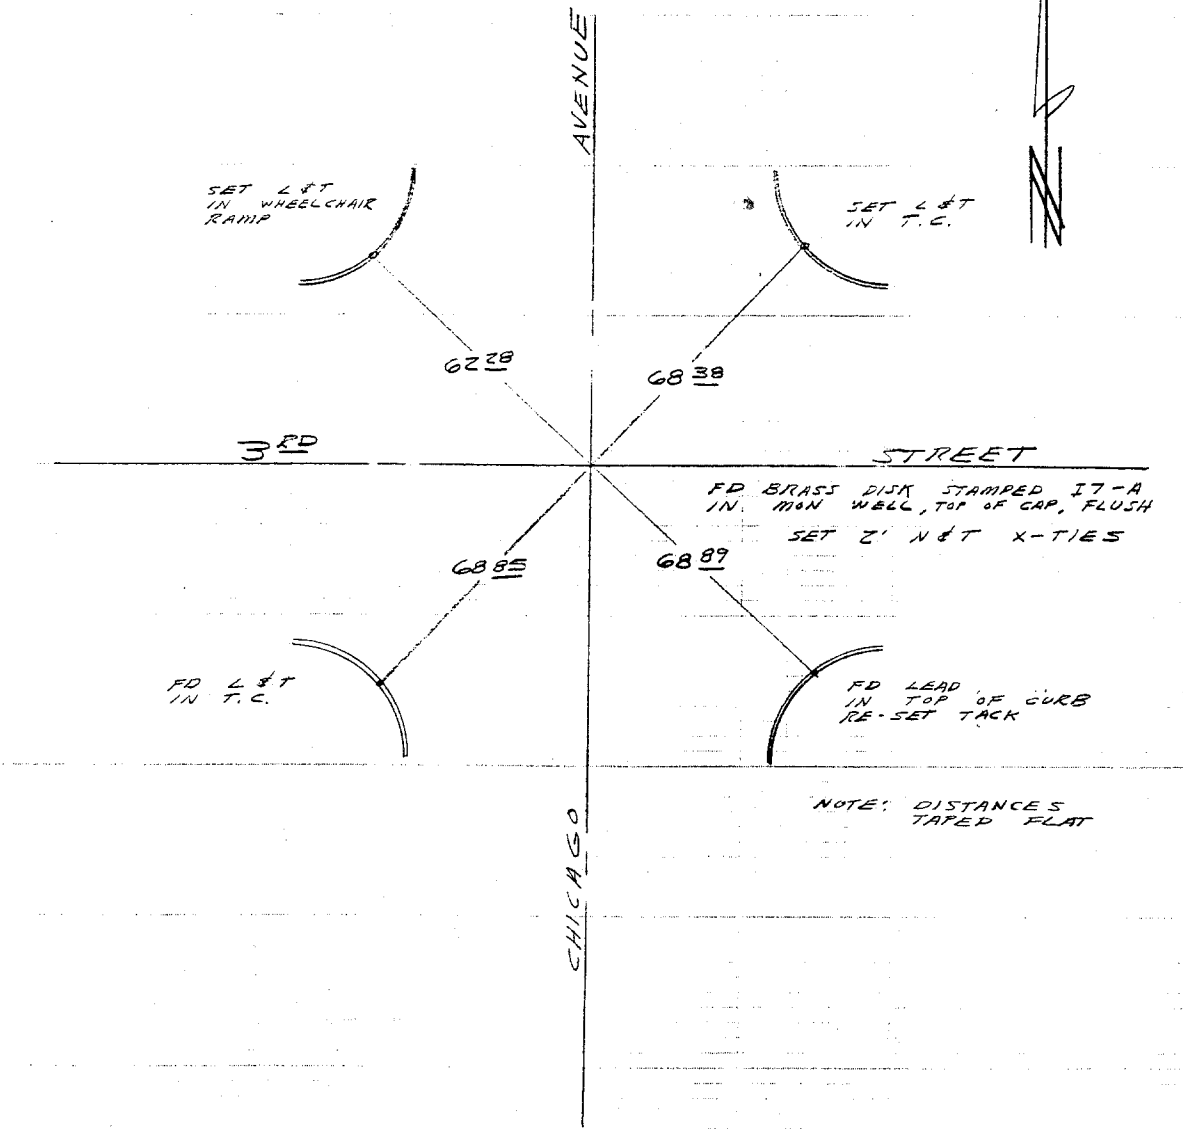 AVENUE
N
SET L & T
IN WHEELCHAIR
RAMP
SET L & T
IN T.C.
62 28
68 38
3 RD
STREET
FD BRASS DISK STAMPED I7-A
IN MON WELL, TOP OF CAP, FLUSH
SET 2' N & T X-TIES
68 85
68 89
FD L & T
IN T.C.
FD LEAD
IN TOP OF CURB
RE-SET TACK
NOTE: DISTANCES
TAPED FLAT
CHICAGO